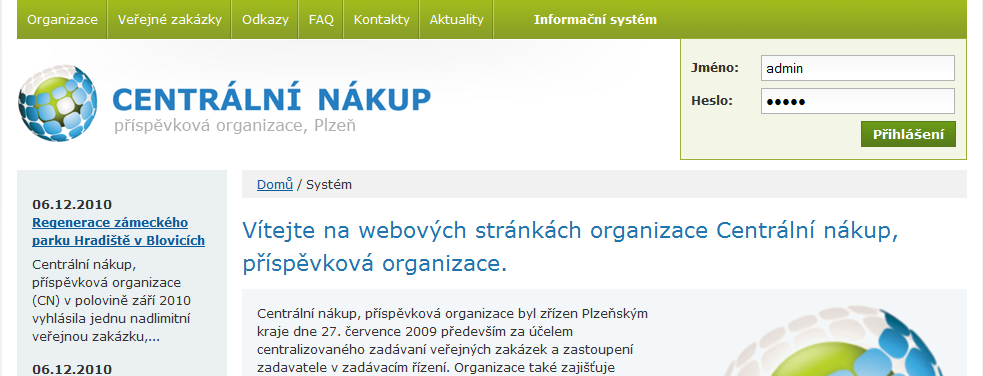 Organizace Veřejné zakázky Odkazy FAQ Kontakty Aktuality Informační systém
Jméno: admin
Heslo: •••••
Přihlášení
CENTRÁLNÍ NÁKUP
příspěvková organizace, Plzeň
06.12.2010
Regenerace zámeckého
parku Hradiště v Blovicích
Centrální nákup,
příspěvková organizace
(CN) v polovině září 2010
vyhlásila jednu nadlimitní
veřejnou zakázku,...
06.12.2010
Domů / Systém
Vítejte na webových stránkách organizace Centrální nákup,
příspěvková organizace.
Centrální nákup, příspěvková organizace byl zřízen Plzeňským
kraje dne 27. července 2009 především za účelem
centralizovaného zadávaní veřejných zakázek a zastoupení
zadavatele v zadávacím řízení. Organizace také zajišťuje